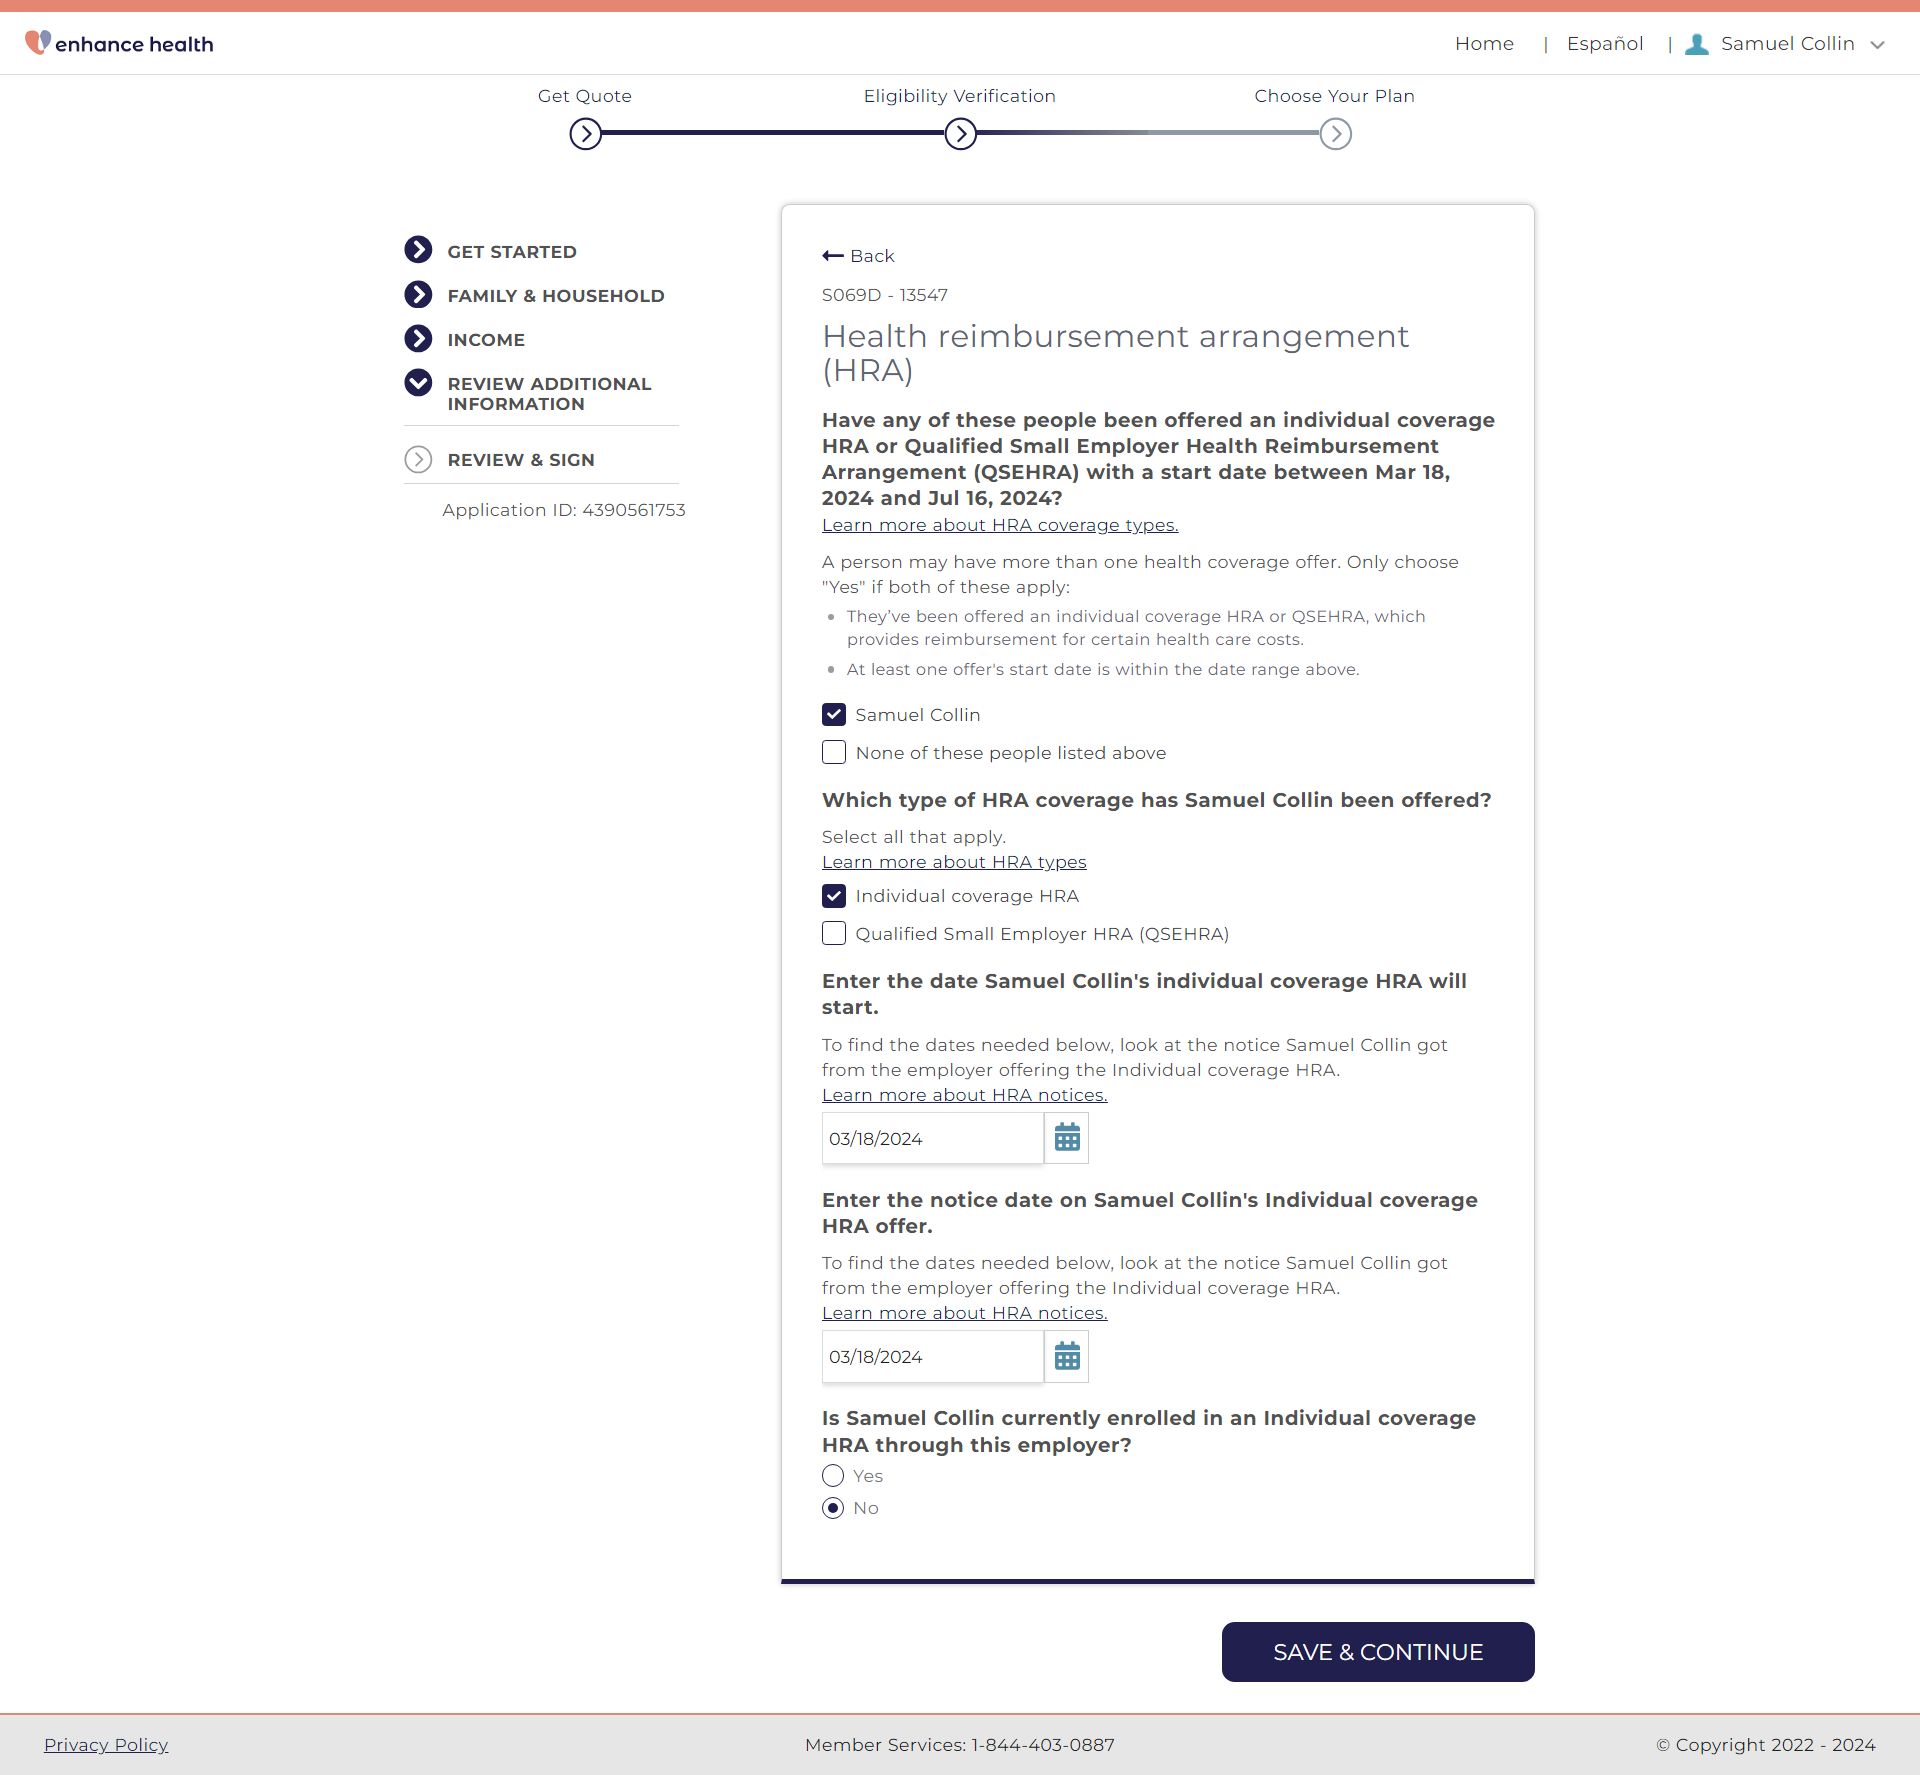 enhance health
Home | Español | Samuel Collin
Get Quote
Eligibility Verification
Choose Your Plan
GET STARTED
FAMILY & HOUSEHOLD
INCOME
REVIEW ADDITIONAL
INFORMATION
REVIEW & SIGN
Application ID: 4390561753
Back
S069D - 13547
Health reimbursement arrangement
(HRA)
Have any of these people been offered an individual coverage
HRA or Qualified Small Employer Health Reimbursement
Arrangement (QSEHRA) with a start date between Mar 18,
2024 and Jul 16, 2024?
Learn more about HRA coverage types.
A person may have more than one health coverage offer. Only choose
"Yes" if both of these apply:
• They’ve been offered an individual coverage HRA or QSEHRA, which
provides reimbursement for certain health care costs.
• At least one offer's start date is within the date range above.
Samuel Collin
None of these people listed above
Which type of HRA coverage has Samuel Collin been offered?
Select all that apply.
Learn more about HRA types
Individual coverage HRA
Qualified Small Employer HRA (QSEHRA)
Enter the date Samuel Collin's individual coverage HRA will
start.
To find the dates needed below, look at the notice Samuel Collin got
from the employer offering the Individual coverage HRA.
Learn more about HRA notices.
03/18/2024
Enter the notice date on Samuel Collin's Individual coverage
HRA offer.
To find the dates needed below, look at the notice Samuel Collin got
from the employer offering the Individual coverage HRA.
Learn more about HRA notices.
03/18/2024
Is Samuel Collin currently enrolled in an Individual coverage
HRA through this employer?
Yes
No
SAVE & CONTINUE
Privacy Policy
Member Services: 1-844-403-0887
© Copyright 2022 - 2024